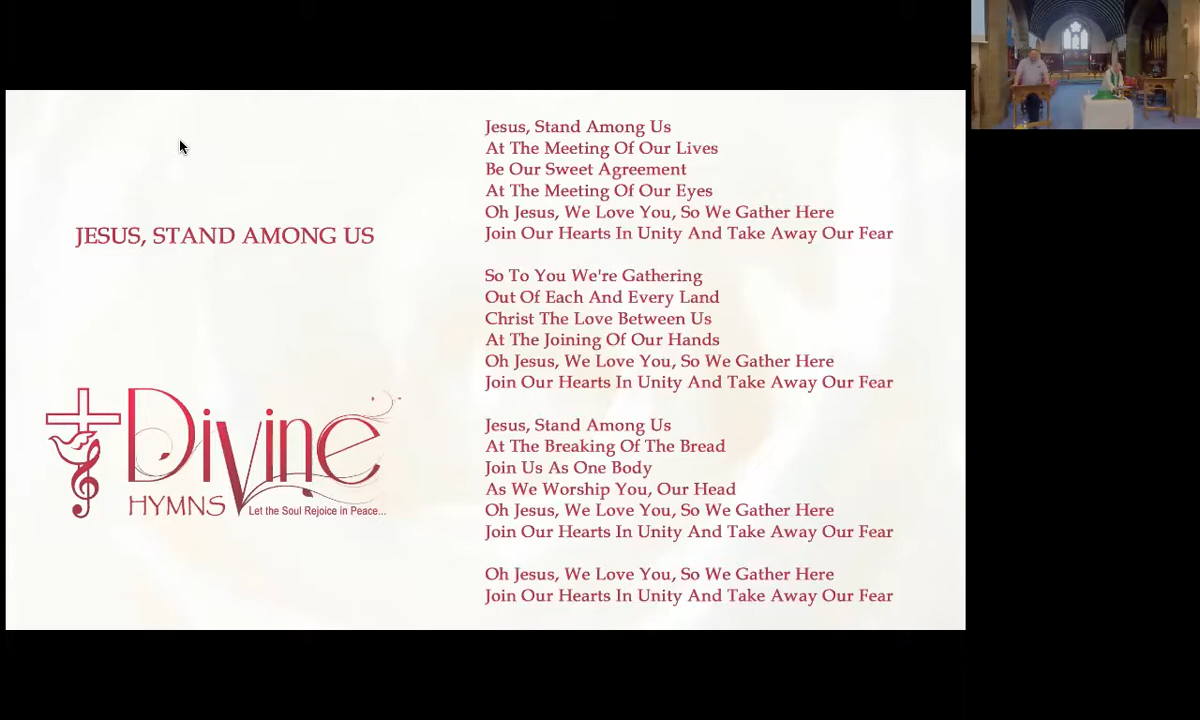 JESUS, STAND AMONG US
Divine
HYMNS
Let the Soul Rejoice in Peace...
Jesus, Stand Among Us
At The Meeting Of Our Lives
Be Our Sweet Agreement
At The Meeting Of Our Eyes
Oh Jesus, We Love You, So We Gather Here
Join Our Hearts In Unity And Take Away Our Fear
So To You We're Gathering
Out Of Each And Every Land
Christ The Love Between Us
At The Joining Of Our Hands
Oh Jesus, We Love You, So We Gather Here
Join Our Hearts In Unity And Take Away Our Fear
Jesus, Stand Among Us
At The Breaking Of The Bread
Join Us As One Body
As We Worship You, Our Head
Oh Jesus, We Love You, So We Gather Here
Join Our Hearts In Unity And Take Away Our Fear
Oh Jesus, We Love You, So We Gather Here
Join Our Hearts In Unity And Take Away Our Fear